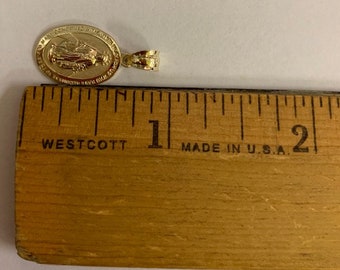 WESTCOTT 1 MADE IN U.S.A. 2